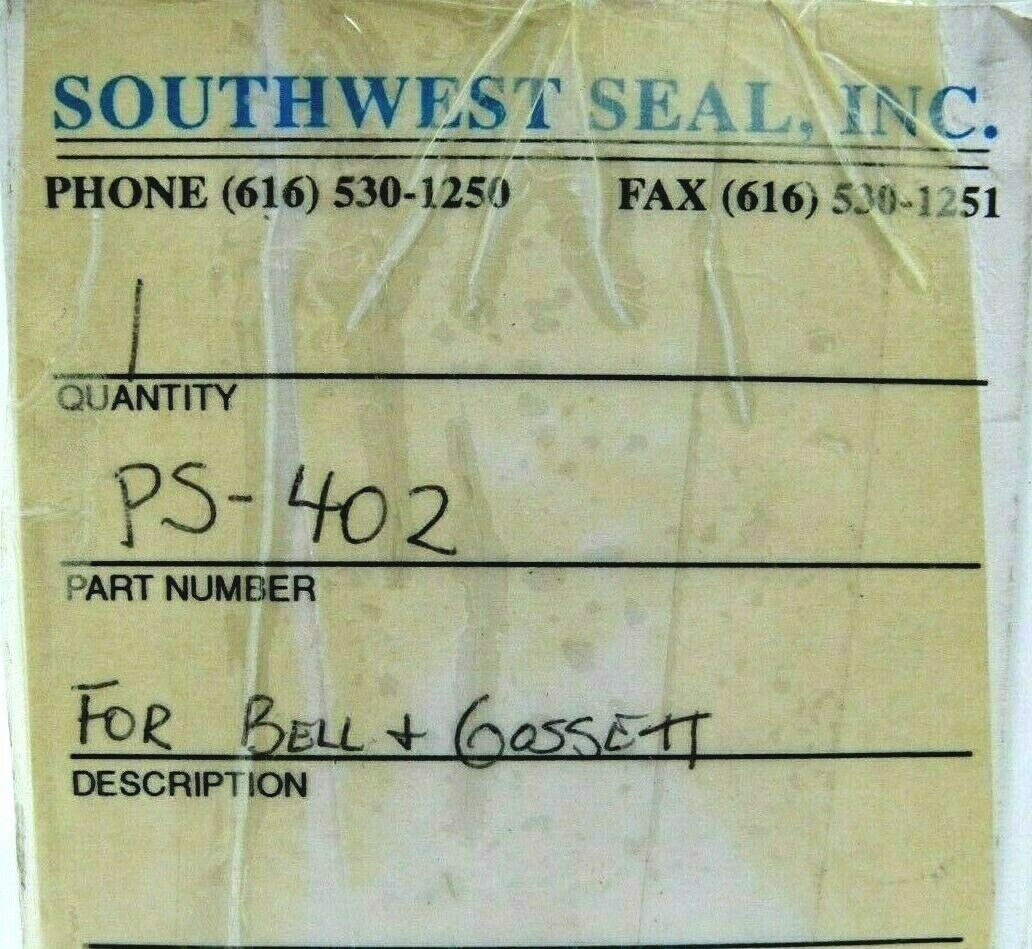 SOUTHWEST SEAL, INC.
PHONE (616) 530-1250 FAX (616) 530-1251
1
QUANTITY
PS-402
PART NUMBER
FOR BELL + GOSSETT
DESCRIPTION